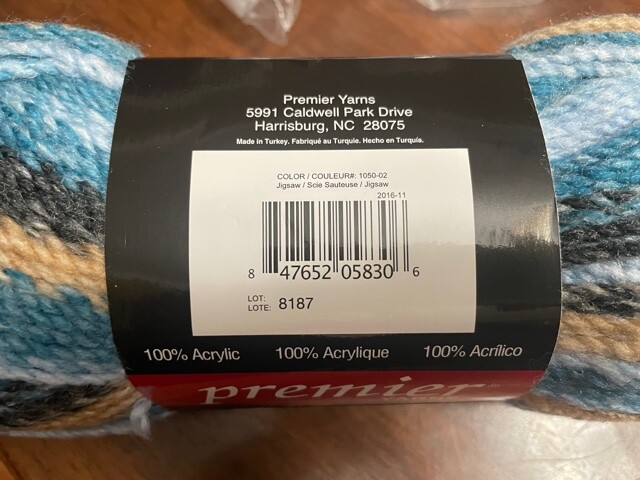 Premier Yarns
5991 Caldwell Park Drive
Harrisburg, NC 28075
Made in Turkey. Fabriqué au Turquie. Hecho en Turquía.
COLOR / COULEUR#: 1050-02
Jigsaw / Scie Sauteuse / Jigsaw
2016-11
8 47652 05830 6
LOT:
LOTE: 8187
100% Acrylic 100% Acrylique 100% Acrílico
premier